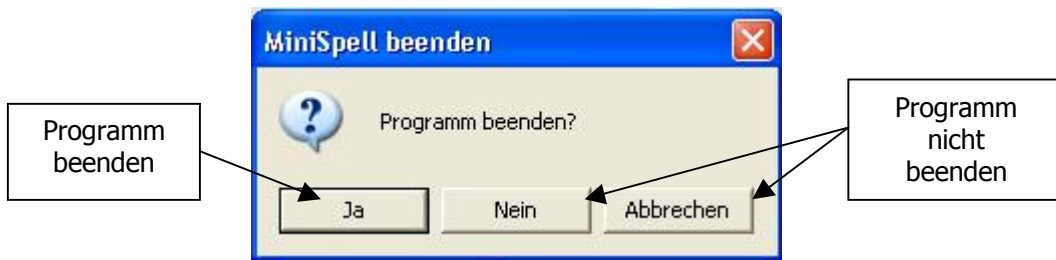 MiniSpell beenden
Programm beenden?
Programm
beenden
Programm
nicht
beenden
Ja
Nein
Abbrechen